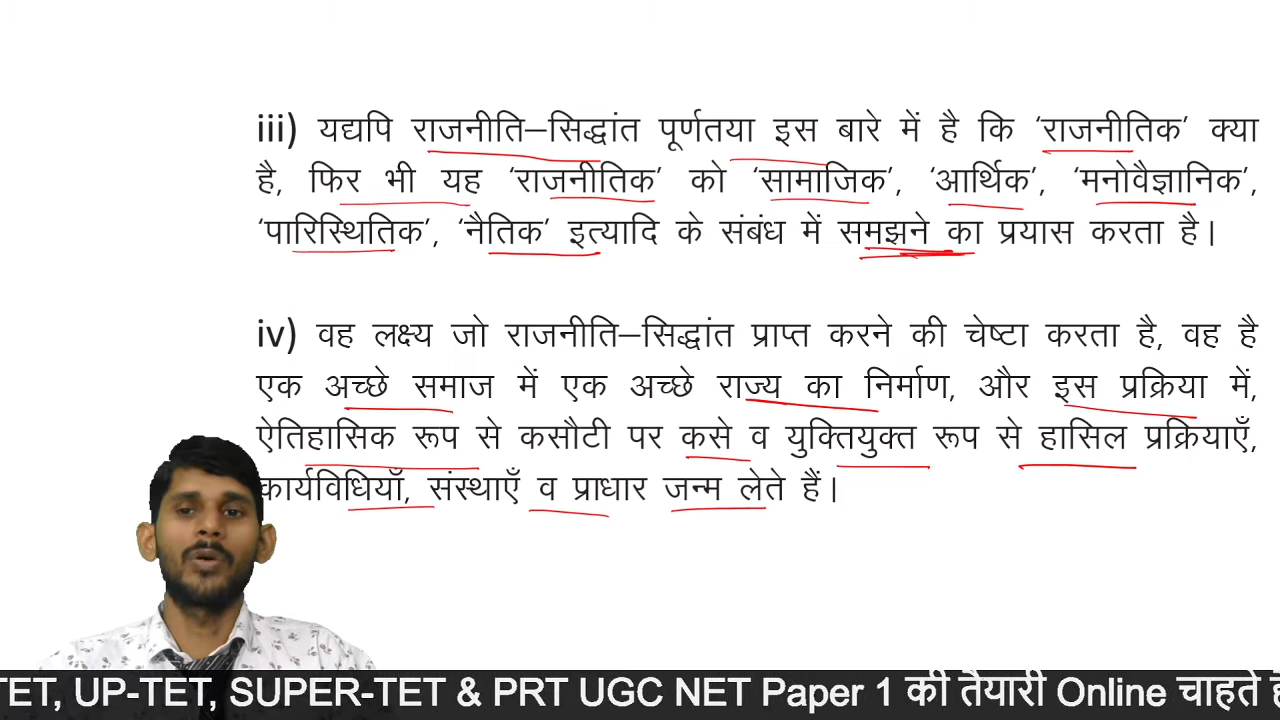 iii) यद्यपि राजनीति–सिद्धांत पूर्णतया इस बारे में है कि ‘राजनीतिक’ क्या
है, फिर भी यह ‘राजनीतिक’ को ‘सामाजिक’, ‘आर्थिक’, ‘मनोवैज्ञानिक’,
‘पारिस्थितिक’, ‘नैतिक’ इत्यादि के संबंध में समझने का प्रयास करता है।
iv) वह लक्ष्य जो राजनीति–सिद्धांत प्राप्त करने की चेष्टा करता है, वह है
एक अच्छे समाज में एक अच्छे राज्य का निर्माण, और इस प्रक्रिया में,
ऐतिहासिक रूप से कसौटी पर कसे व युक्तियुक्त रूप से हासिल प्रक्रियाएँ,
कार्यविधियाँ, संस्थाएँ व प्राधार जन्म लेते हैं।
TET, UP-TET, SUPER-TET & PRT UGC NET Paper 1 की तैयारी Online चाहते